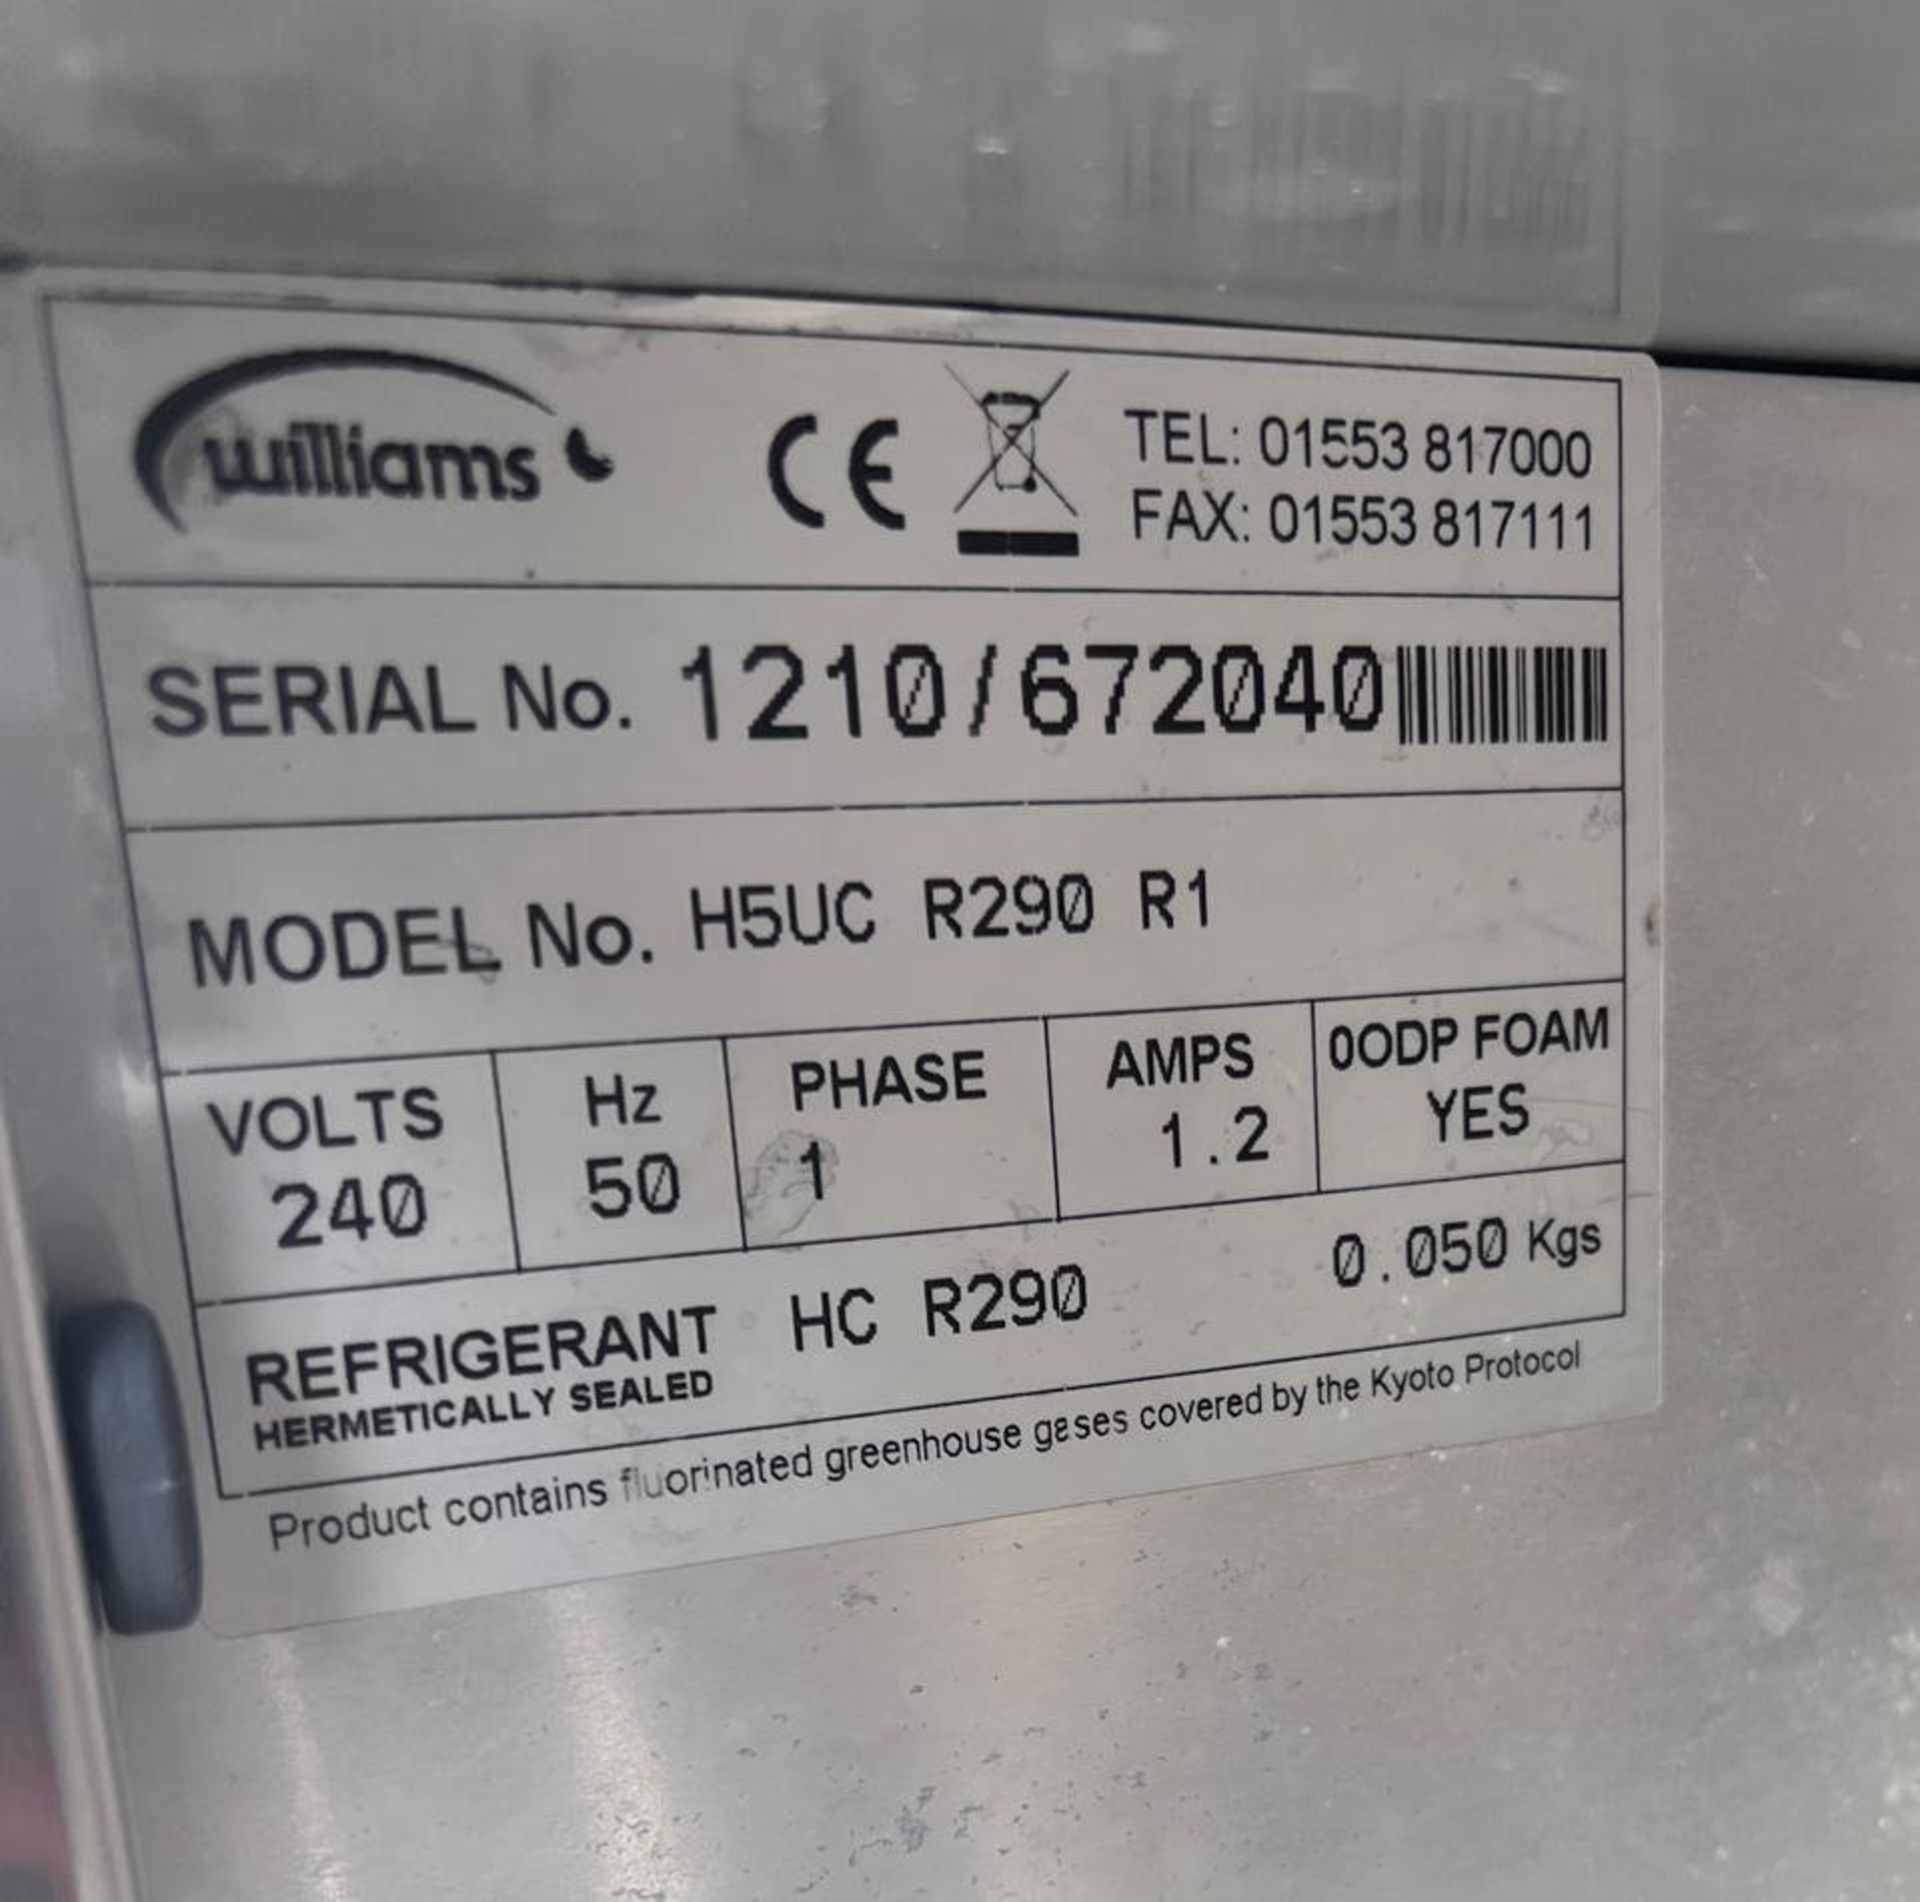 williams
CE
TEL: 01553 817000
FAX: 01553 817111
SERIAL No. 1210/672040
MODEL No. H5UC R290 R1
VOLTS Hz PHASE AMPS 0ODP FOAM
240 50 1 1.2 YES
REFRIGERANT HC R290 0.050 Kgs
HERMETICALLY SEALED
Product contains fluorinated greenhouse gases covered by the Kyoto Protocol